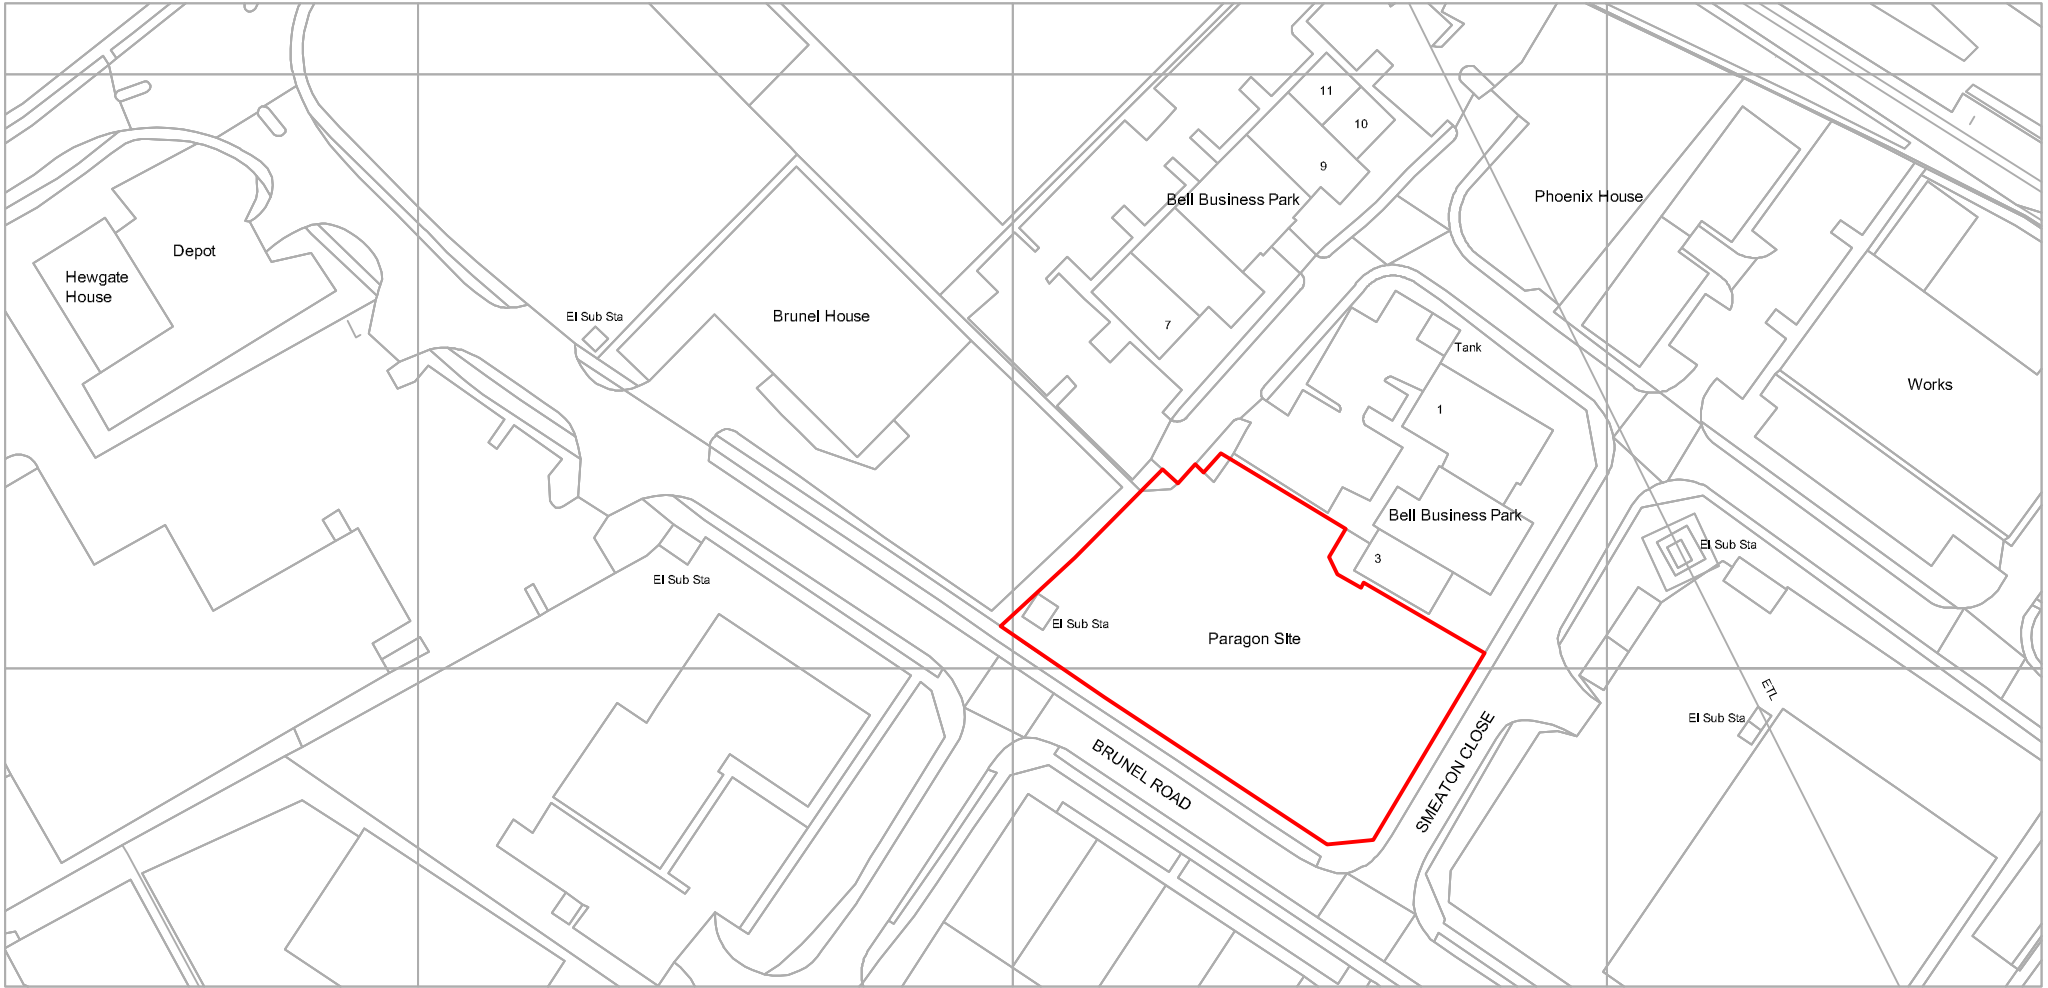 11
10
9
Bell Business Park
Phoenix House
Depot
Hewgate
House
El Sub Sta
Brunel House
7
Tank
Works
1
Bell Business Park
El Sub Sta
3
El Sub Sta
El Sub Sta
Paragon SIte
ETL
El Sub Sta
BRUNEL ROAD
SMEATON CLOSE